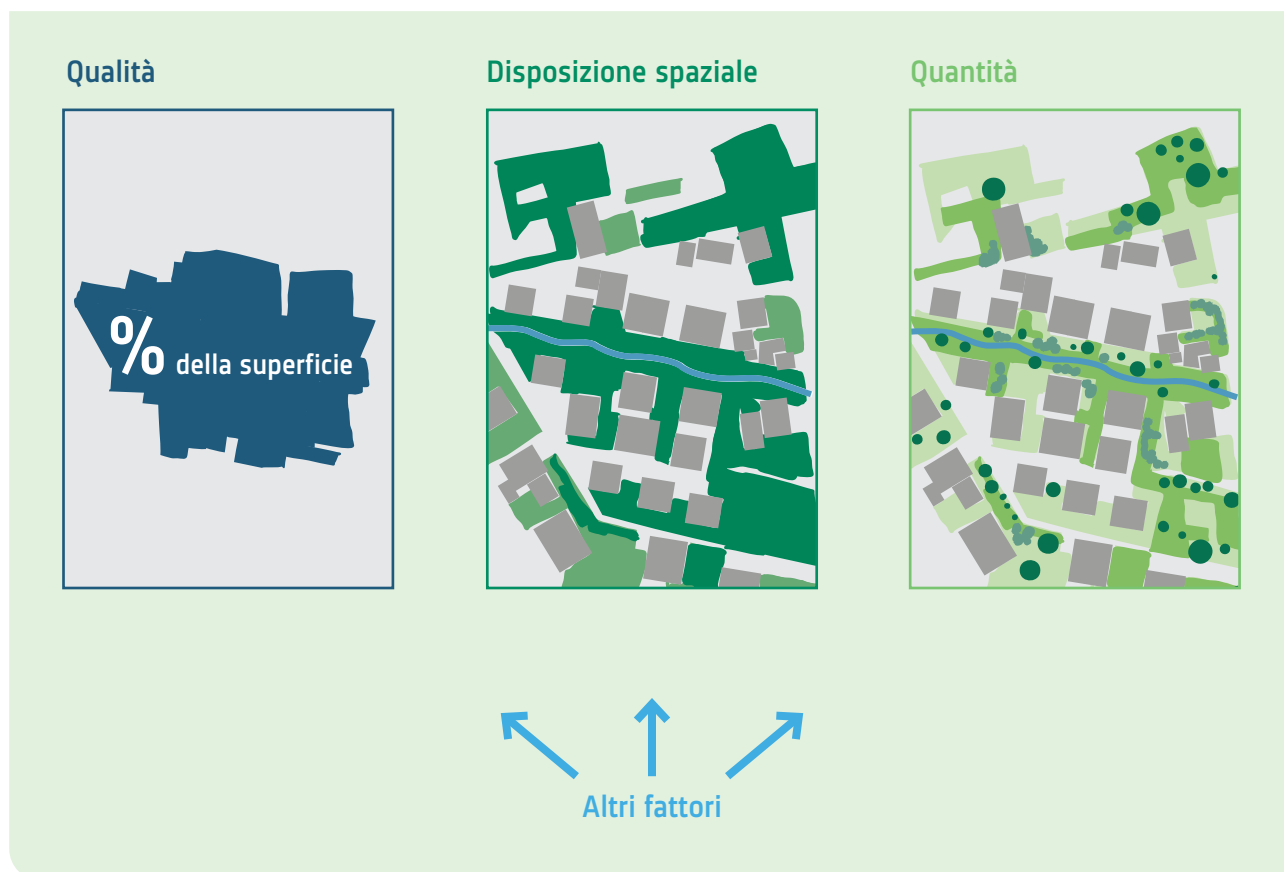 Qualità
Disposizione spaziale
Quantità
% della superficie
Altri fattori